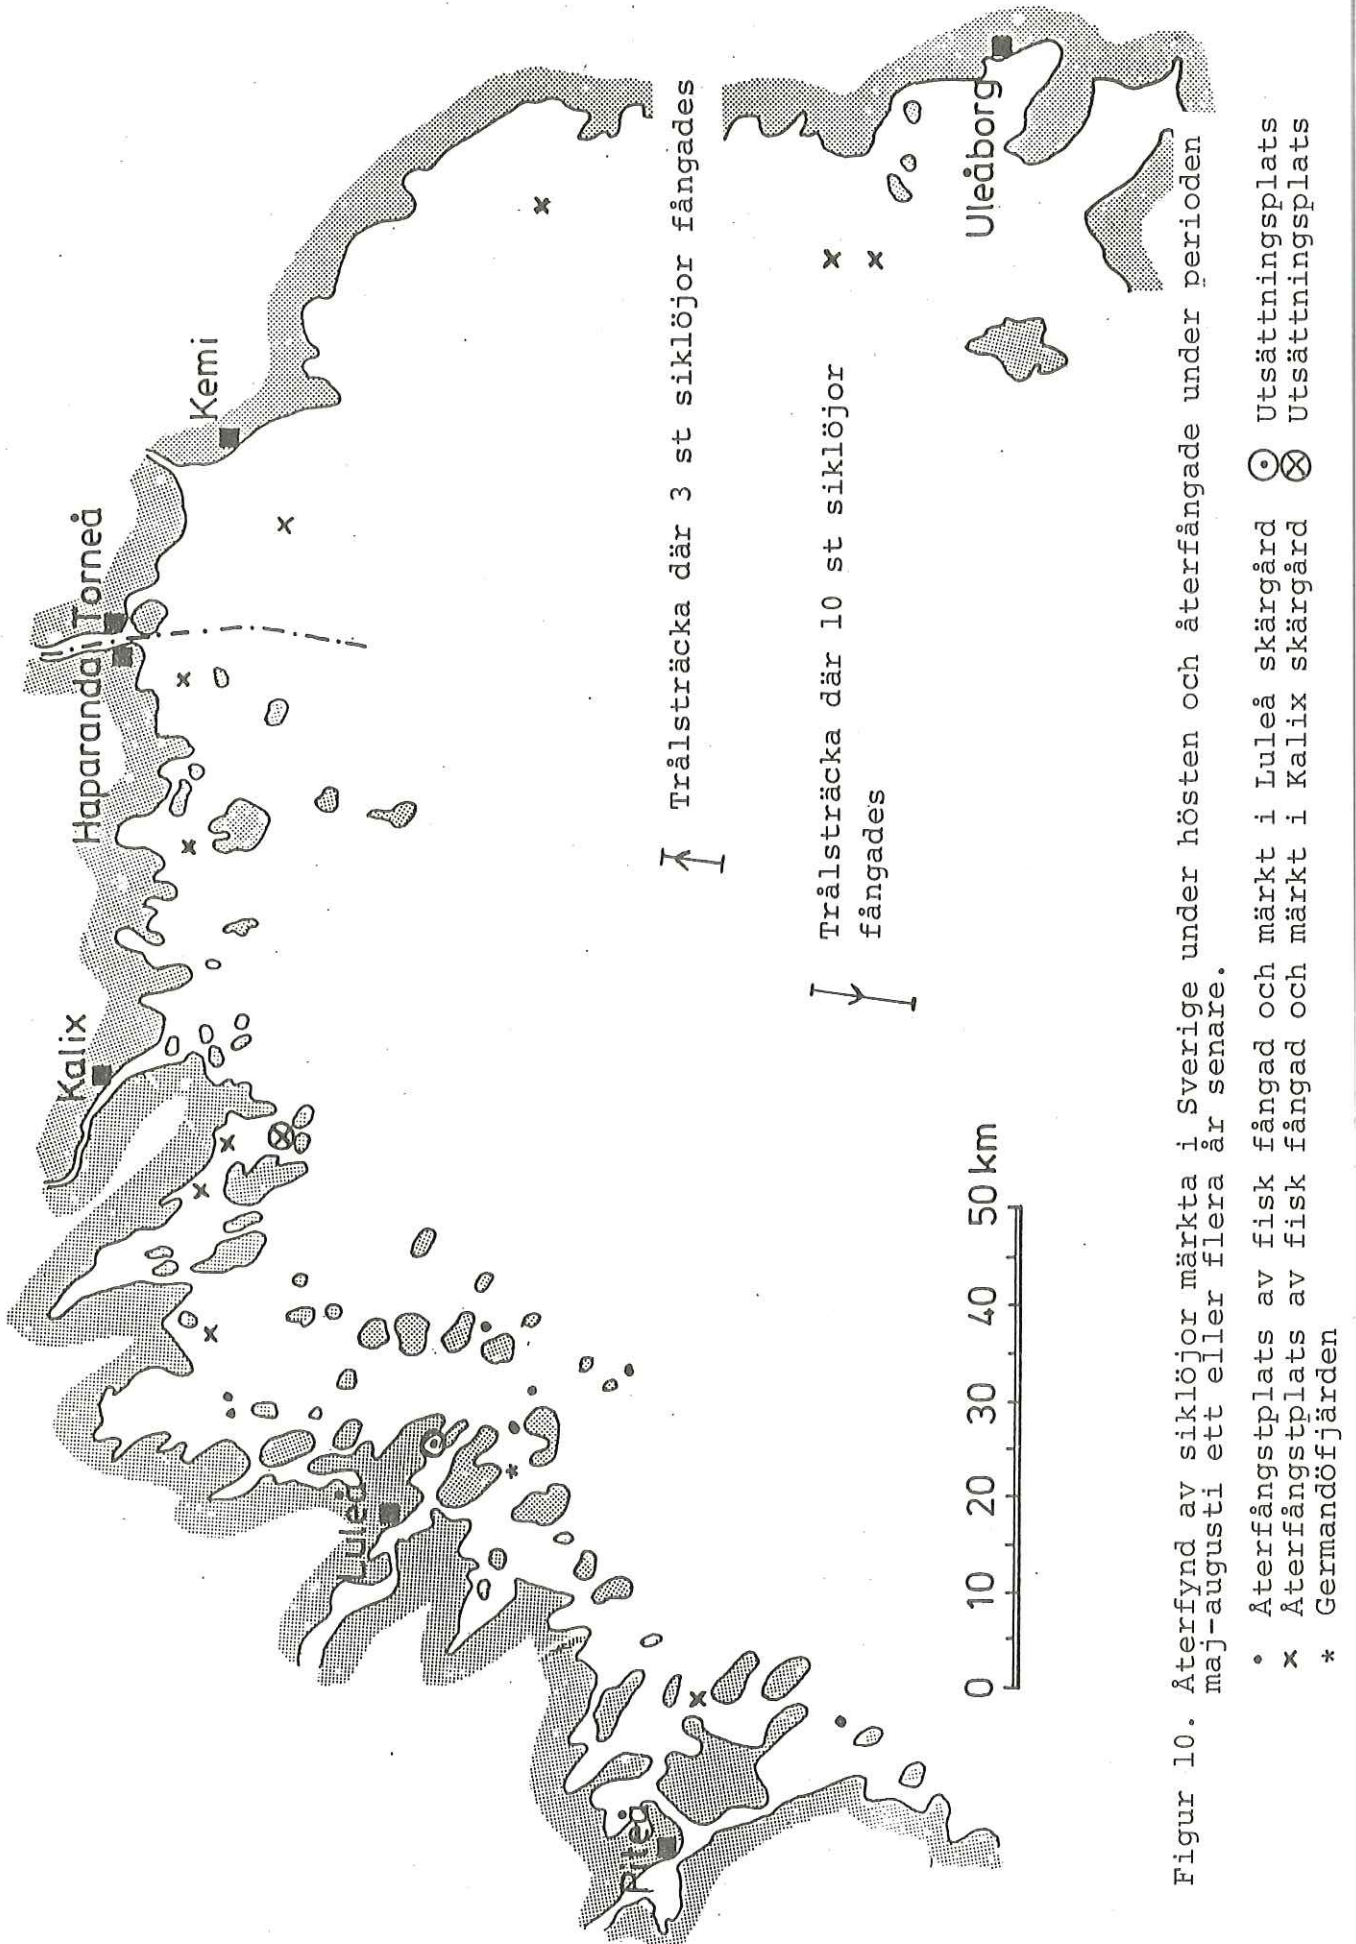 Haparanda
Torneå
Kalix
Kemi
Luleå
Piteå
Uleåborg
Trålsträcka där 3 st siklöjor fångades
Trålsträcka där 10 st siklöjor
fångades
0 10 20 30 40 50 km
Figur 10. Återfynd av siklöjor märkta i Sverige under hösten och återfångade under perioden
maj-augusti ett eller flera år senare.
• Återfångstplats av fisk fångad och märkt i Luleå skärgård ⊙ Utsättningsplats
x Återfångstplats av fisk fångad och märkt i Kalix skärgård ⊗ Utsättningsplats
* Germandöfjärden